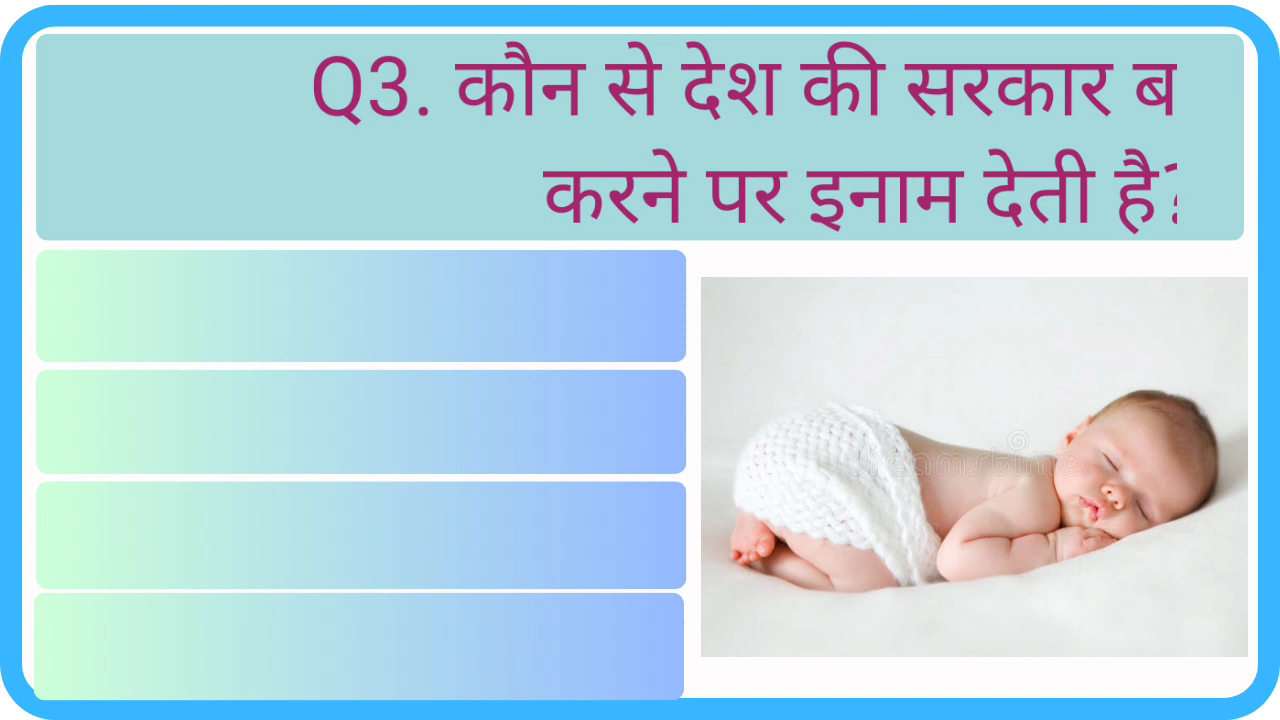 Q3. कौन से देश की सरकार ब
करने पर इनाम देती है?